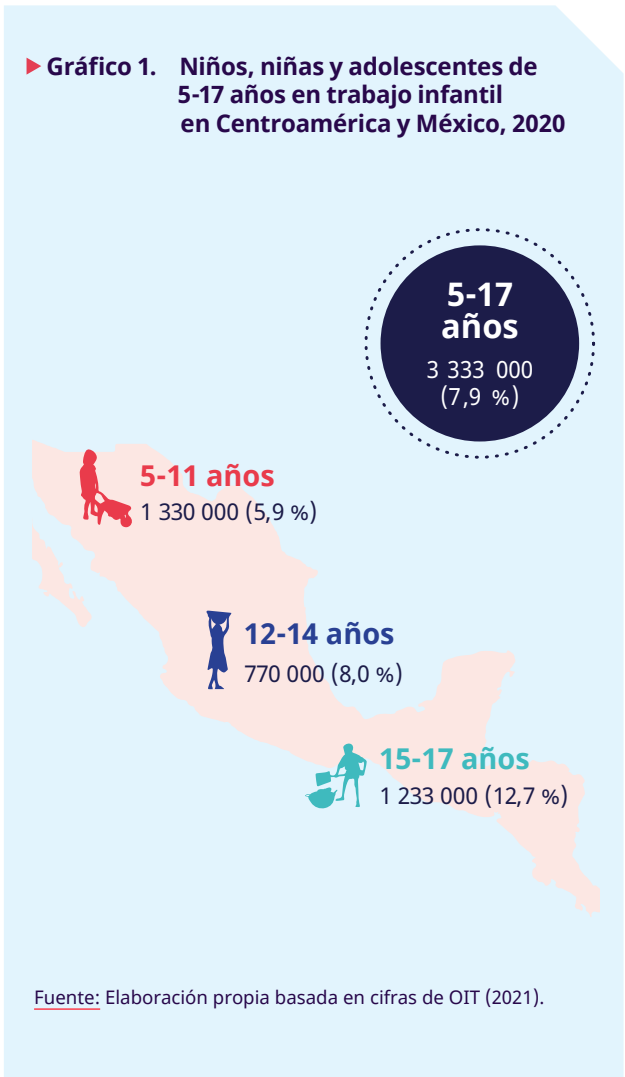 Gráfico 1. Niños, niñas y adolescentes de
5-17 años en trabajo infantil
en Centroamérica y México, 2020
5-17
años
3 333 000
(7,9 %)
5-11 años
1 330 000 (5,9 %)
12-14 años
770 000 (8,0 %)
15-17 años
1 233 000 (12,7 %)
Fuente: Elaboración propia basada en cifras de OIT (2021).